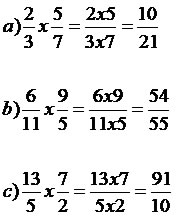 a) 2/3 x 5/7 = 2x5/3x7 = 10/21
b) 6/11 x 9/5 = 6x9/11x5 = 54/55
c) 13/5 x 7/2 = 13x7/5x2 = 91/10